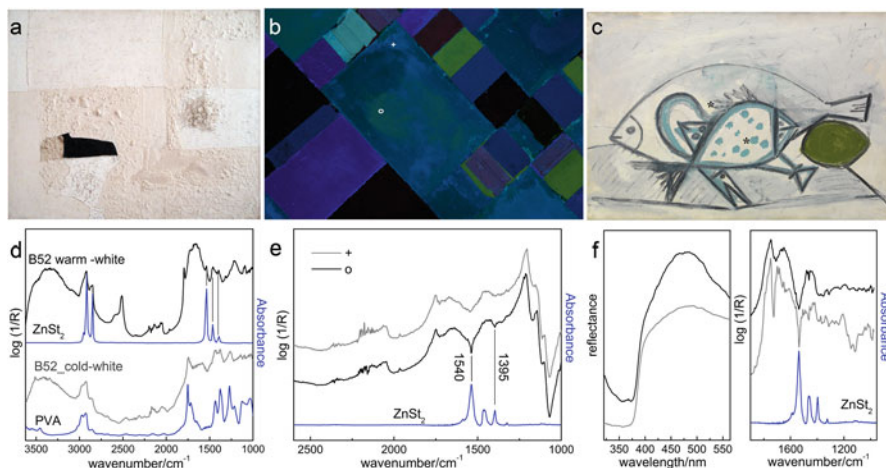 a
b
c
d
B52 warm -white
log (1/R)
ZnSt2
B52_cold-white
PVA
Absorbance
3500 3000 2500 2000 1500 1000
wavenumber/cm-1
e
+
o
log (1/R)
1540
1395
ZnSt2
Absorbance
2500 2000 1500 1000
wavenumber/cm-1
f
reflectance
350 400 450 500 550
wavelength/nm
log (1/R)
ZnSt2
Absorbance
1600 1200
wavenumber/cm-1